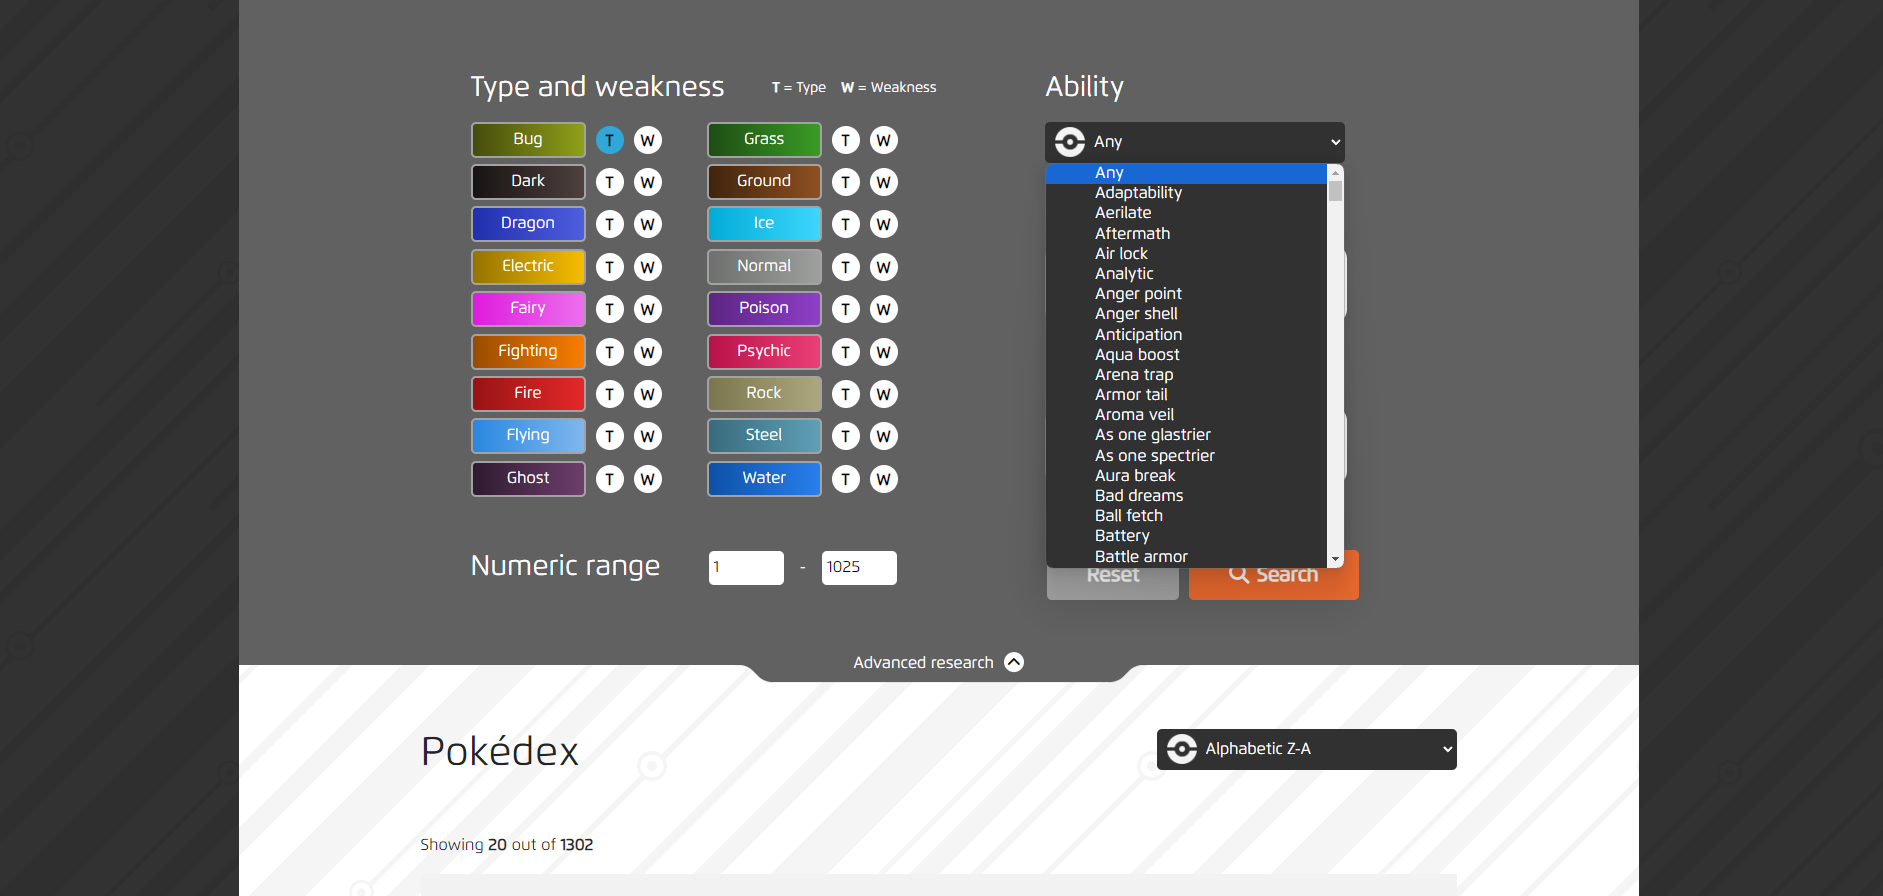 Type and weakness
T = Type W = Weakness
Bug T W
Grass T W
Dark T W
Ground T W
Dragon T W
Ice T W
Electric T W
Normal T W
Fairy T W
Poison T W
Fighting T W
Psychic T W
Fire T W
Rock T W
Flying T W
Steel T W
Ghost T W
Water T W
Numeric range 1 - 1025
Ability
Any
Any
Adaptability
Aerilate
Aftermath
Air lock
Analytic
Anger point
Anger shell
Anticipation
Aqua boost
Arena trap
Armor tail
Aroma veil
As one glastrier
As one spectrier
Aura break
Bad dreams
Ball fetch
Battery
Battle armor
Reset Search
Advanced research
Pokédex
Alphabetic Z-A
Showing 20 out of 1302